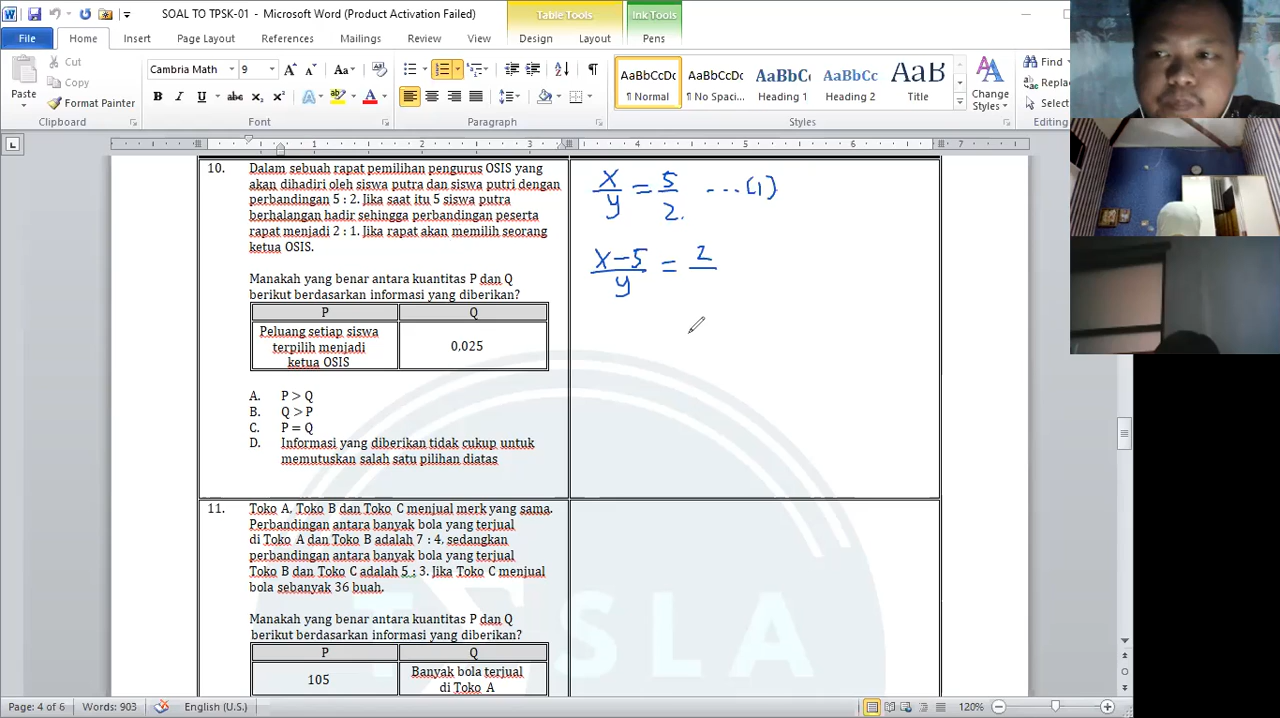 SOAL TO TPSK-01 - Microsoft Word (Product Activation Failed)
Table Tools
Ink Tools
File Home Insert Page Layout References Mailings Review View Design Layout Pens
Cut
Copy
Format Painter
Paste
Clipboard
Cambria Math 9
Font
Paragraph
AaBbCcDc AaBbCcDc AaBbC AaBbCc AaB
¶ Normal ¶ No Spaci... Heading 1 Heading 2 Title
Change Styles
Styles
Find
Replace
Select
Editing
1 2 3 4 5 6 7
10. Dalam sebuah rapat pemilihan pengurus OSIS yang
akan dihadiri oleh siswa putra dan siswa putri dengan
perbandingan 5 : 2. Jika saat itu 5 siswa putra
berhalangan hadir sehingga perbandingan peserta
rapat menjadi 2 : 1. Jika rapat akan memilih seorang
ketua OSIS.
Manakah yang benar antara kuantitas P dan Q
berikut berdasarkan informasi yang diberikan?
P Q
Peluang setiap siswa
terpilih menjadi
ketua OSIS
0,025
A. P > Q
B. Q > P
C. P = Q
D. Informasi yang diberikan tidak cukup untuk
memutuskan salah satu pilihan diatas
x/y = 5/2. ...(1)
x-5/y = 2
11. Toko A, Toko B dan Toko C menjual merk yang sama.
Perbandingan antara banyak bola yang terjual
di Toko A dan Toko B adalah 7 : 4, sedangkan
perbandingan antara banyak bola yang terjual
Toko B dan Toko C adalah 5 : 3. Jika Toko C menjual
bola sebanyak 36 buah.
Manakah yang benar antara kuantitas P dan Q
berikut berdasarkan informasi yang diberikan?
P Q
105
Banyak bola terjual
di Toko A
TESLA
Page: 4 of 6 Words: 903 English (U.S.) 120%